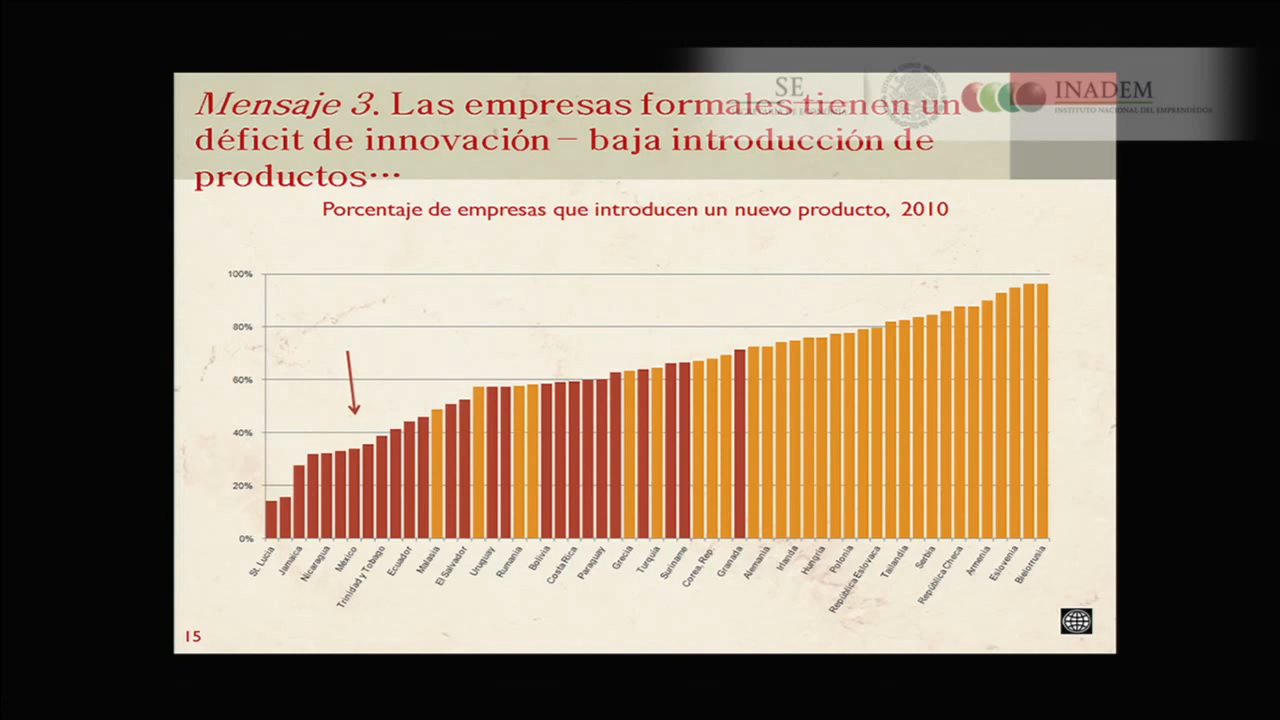 SE
INADEM
INSTITUTO NACIONAL DEL EMPRENDEDOR
Mensaje 3. Las empresas formales tienen un
déficit de innovación – baja introducción de
productos…
Porcentaje de empresas que introducen un nuevo producto, 2010
100%
80%
60%
40%
20%
0%
St. Lucia
Jamaica
Nicaragua
México
Trinidad y Tobago
Ecuador
Malasia
El Salvador
Uruguay
Rumania
Bolivia
Costa Rica
Paraguay
Grecia
Turquía
Suriname
Correa, Rep.
Granada
Alemania
Irlanda
Hungría
Polonia
República Eslovaca
Tailandia
Serbia
República Checa
Armenia
Eslovenia
Bielorrusia
15